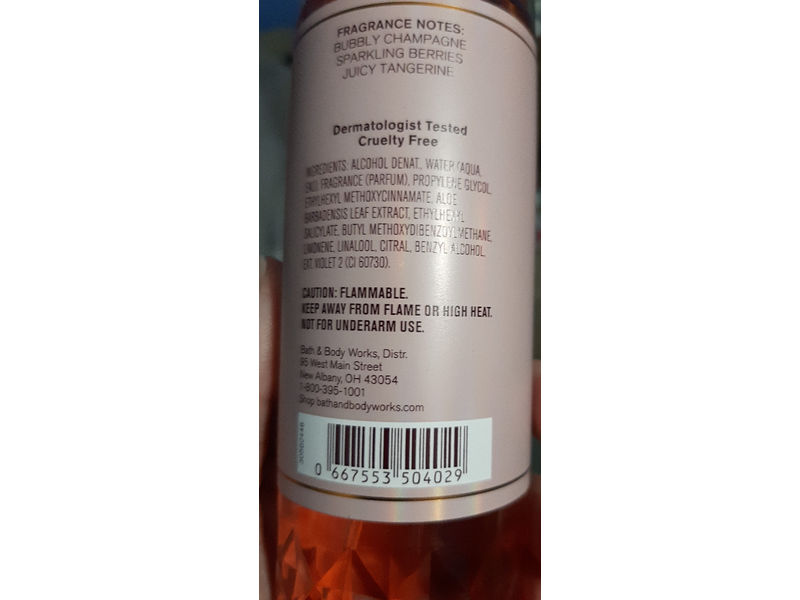 FRAGRANCE NOTES:
BUBBLY CHAMPAGNE
SPARKLING BERRIES
JUICY TANGERINE
Dermatologist Tested
Cruelty Free
INGREDIENTS: ALCOHOL DENAT., WATER (AQUA,
EAU), FRAGRANCE (PARFUM), PROPYLENE GLYCOL,
ETHYLHEXYL METHOXYCINNAMATE, ALOE
BARBADENSIS LEAF EXTRACT, ETHYLHEXYL
SALICYLATE, BUTYL METHOXYDIBENZOYLMETHANE,
LIMONENE, LINALOOL, CITRAL, BENZYL ALCOHOL,
EXT. VIOLET 2 (CI 60730).
CAUTION: FLAMMABLE.
KEEP AWAY FROM FLAME OR HIGH HEAT.
NOT FOR UNDERARM USE.
Bath & Body Works, Distr.
95 West Main Street
New Albany, OH 43054
1-800-395-1001
Shop bathandbodyworks.com
0 667553 504029